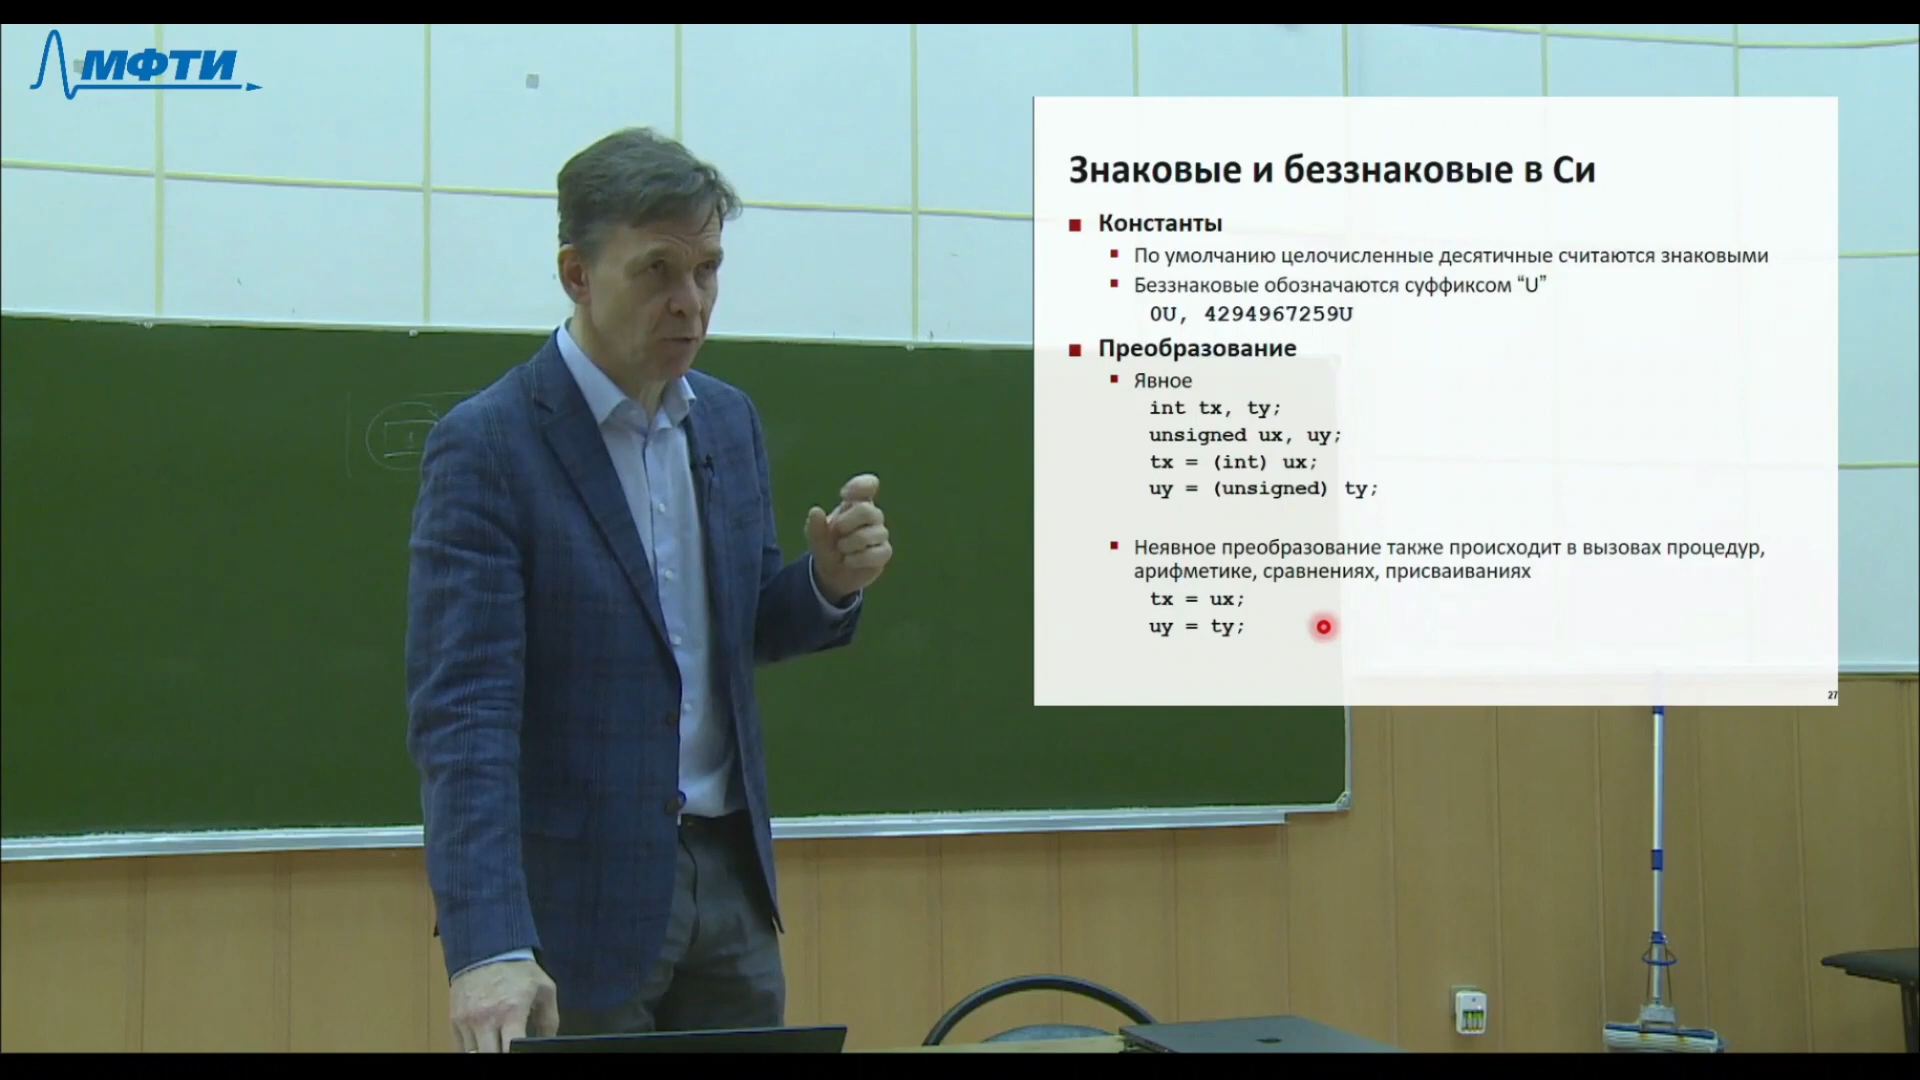 МФТИ
Знаковые и беззнаковые в Си
Константы
По умолчанию целочисленные десятичные считаются знаковыми
Беззнаковые обозначаются суффиксом “U”
0U, 4294967259U
Преобразование
Явное
int tx, ty;
unsigned ux, uy;
tx = (int) ux;
uy = (unsigned) ty;
Неявное преобразование также происходит в вызовах процедур,
арифметике, сравнениях, присваиваниях
tx = ux;
uy = ty;
27